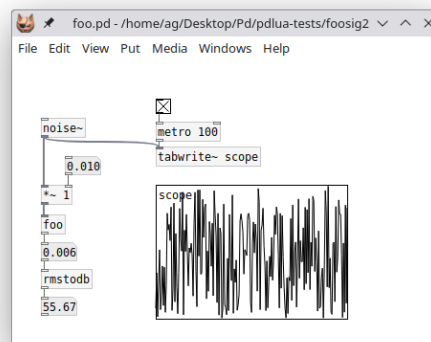 foo.pd - /home/ag/Desktop/Pd/pdlua-tests/foosig2
File Edit View Put Media Windows Help
noise~
metro 100
0.010
tabwrite~ scope
*~ 1
scope
foo
0.006
rmstodb
55.67